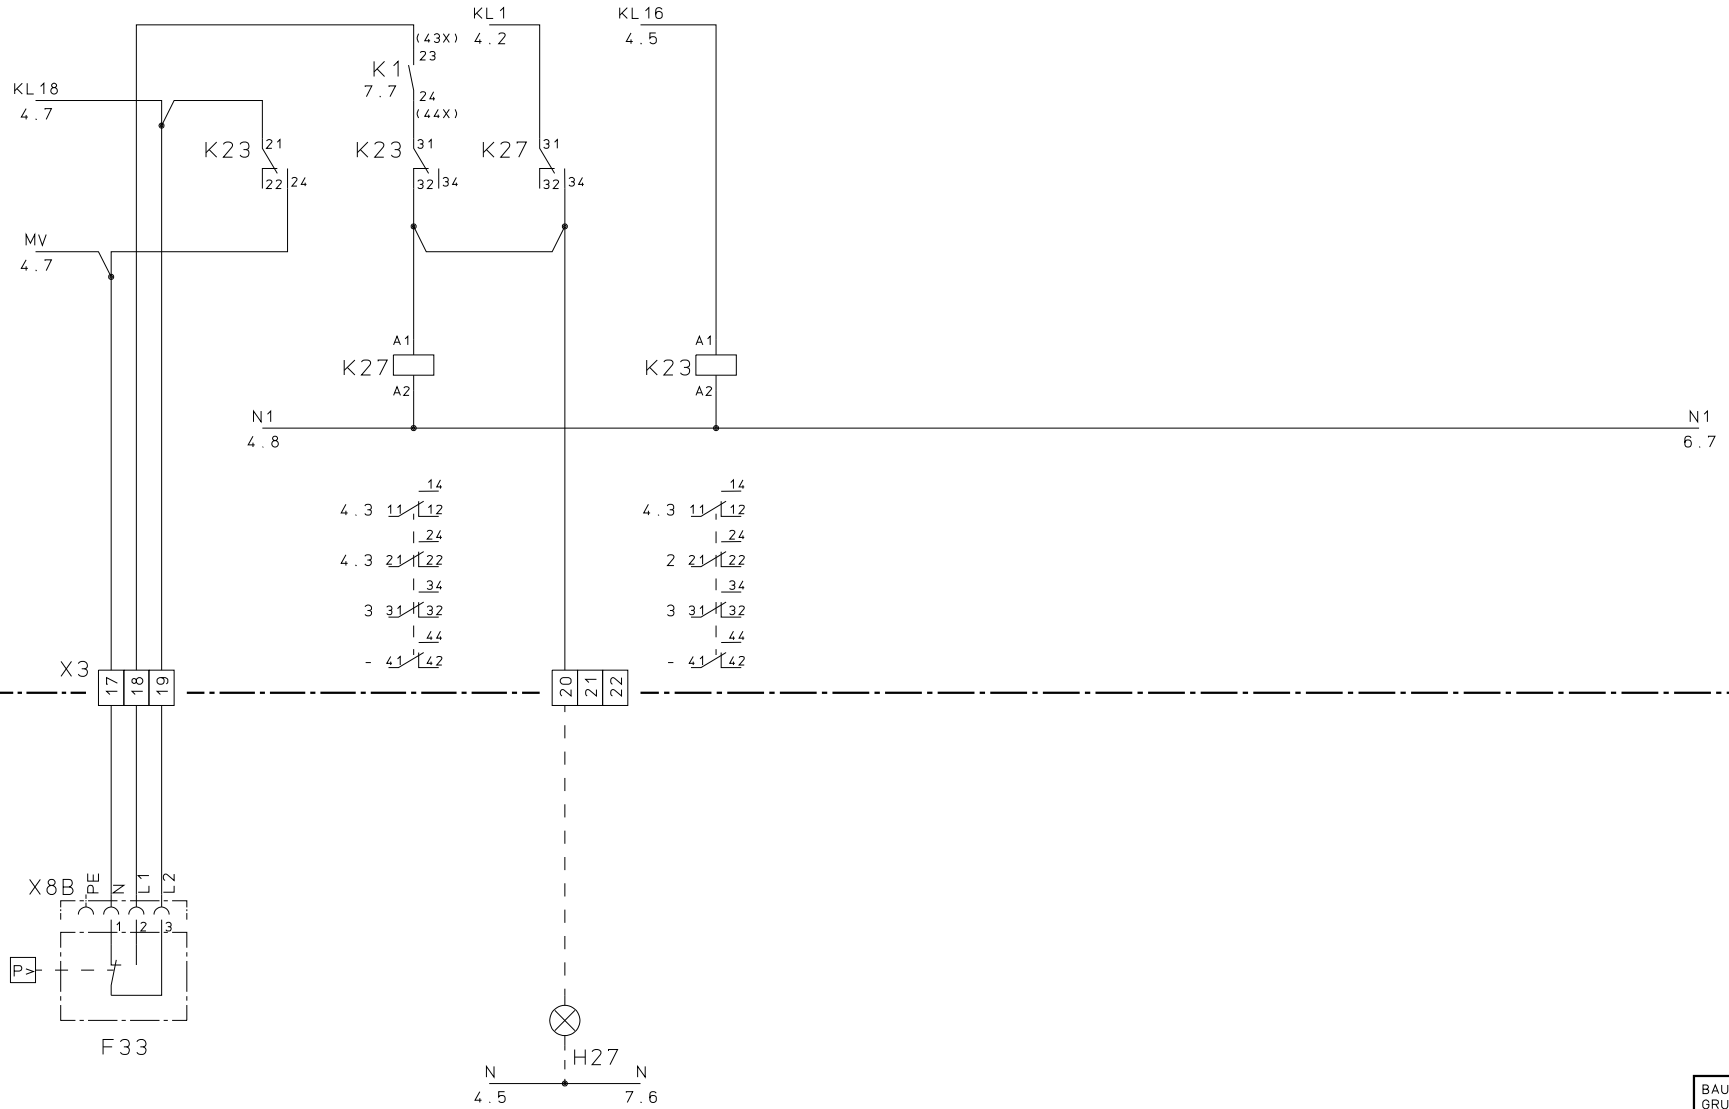 KL1
KL16
4.2
4.5
(43X)
23
K1
7.7
24
(44X)
KL18
4.7
K23
21
22
24
K23
31
32
34
K27
31
32
34
MV
4.7
A1
K27
A2
A1
K23
A2
N1
4.8
N1
6.7
14
4.3 11 12
24
4.3 21 22
34
3 31 32
44
- 41 42
14
4.3 11 12
24
2 21 22
34
3 31 32
44
- 41 42
X3
17
18
19
20
21
22
X8B
PE
N
L1
L2
1
2
3
P>
F33
H27
N
4.5
N
7.6
BAU
GRU